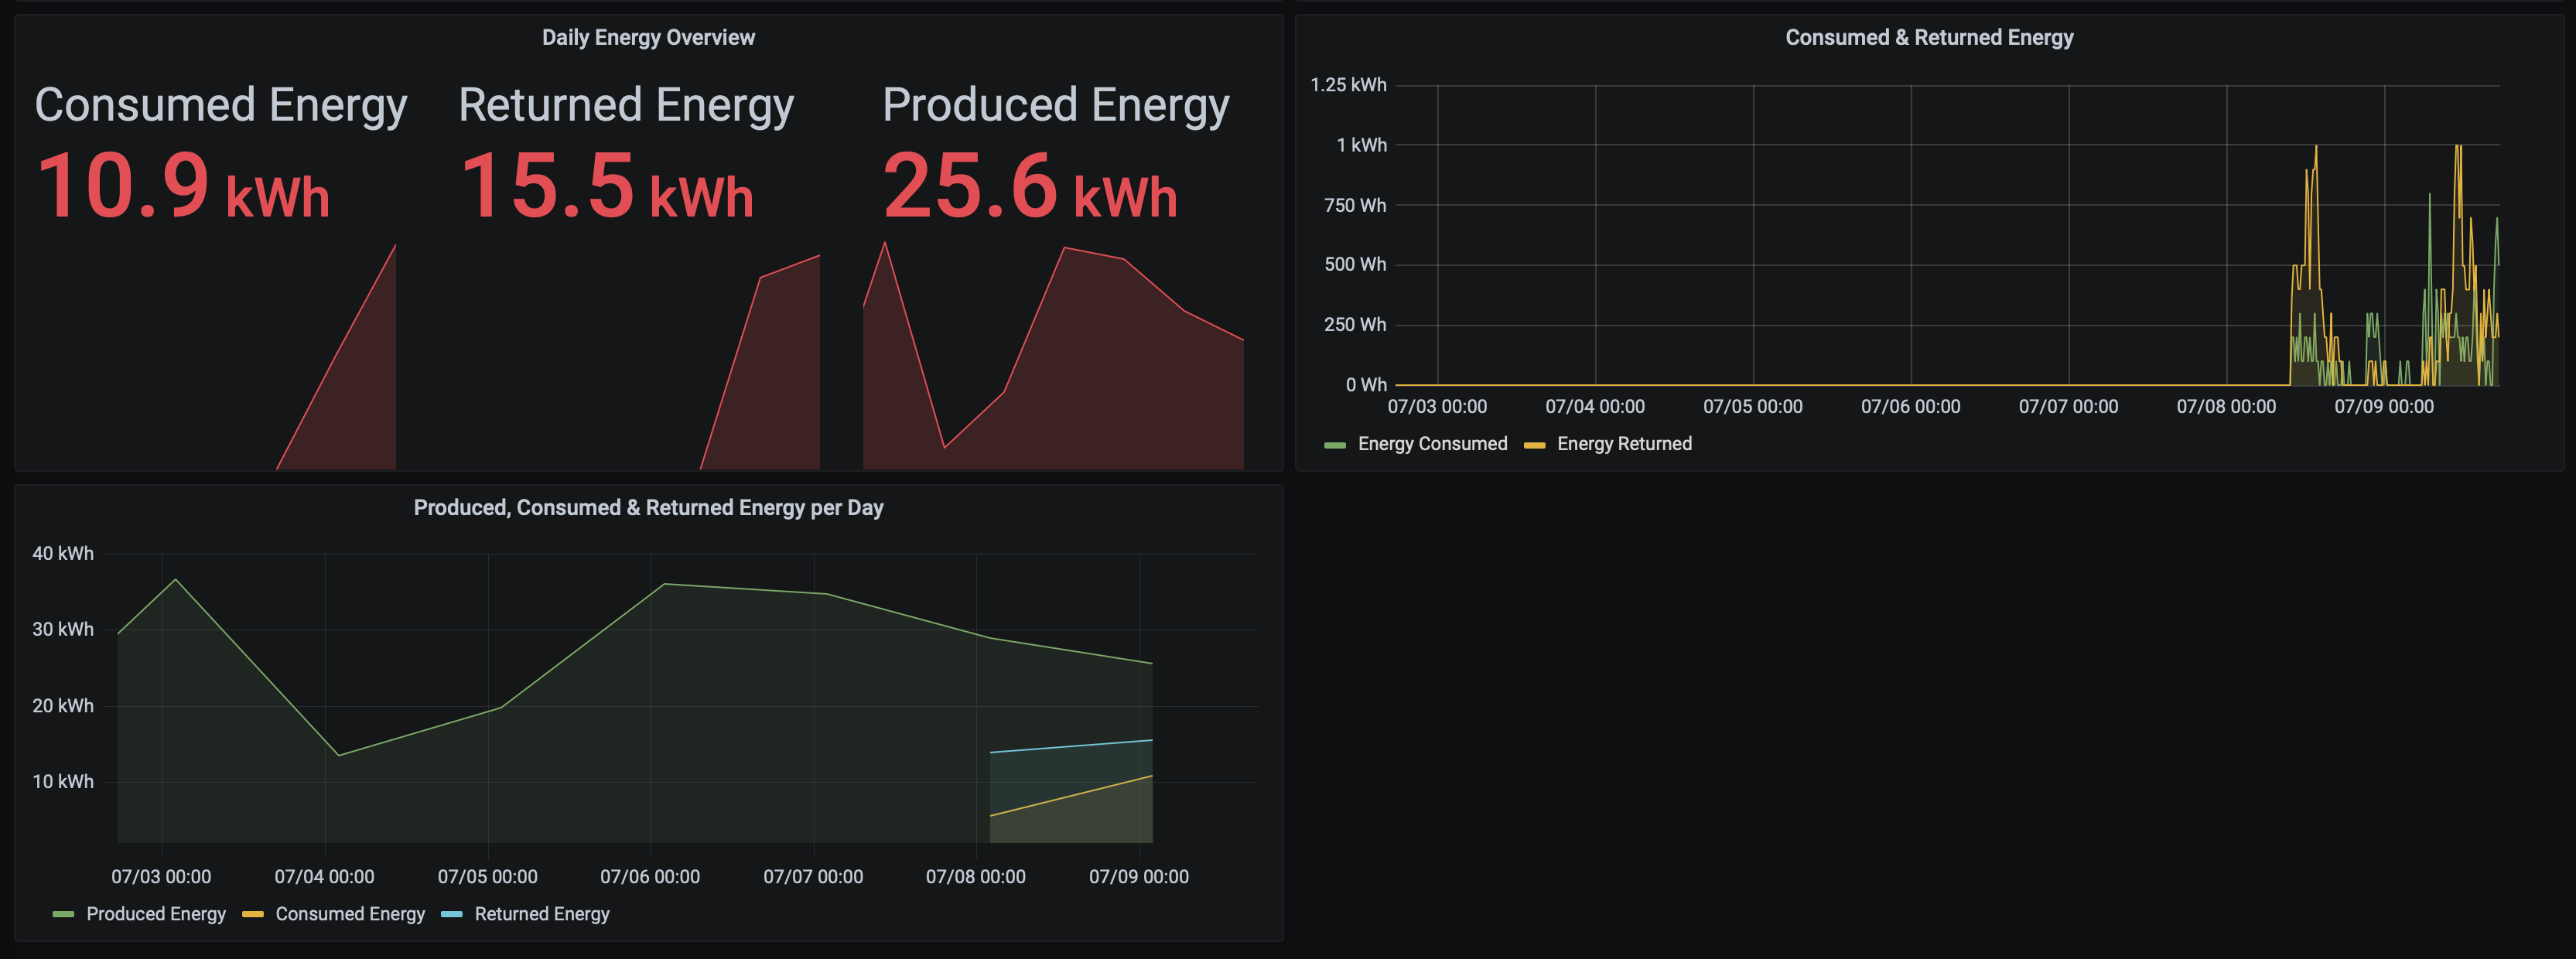 Daily Energy Overview
Consumed Energy
10.9 kWh
Returned Energy
15.5 kWh
Produced Energy
25.6 kWh
Consumed & Returned Energy
1.25 kWh
1 kWh
750 Wh
500 Wh
250 Wh
0 Wh
07/03 00:00 07/04 00:00 07/05 00:00 07/06 00:00 07/07 00:00 07/08 00:00 07/09 00:00
Energy Consumed Energy Returned
Produced, Consumed & Returned Energy per Day
40 kWh
30 kWh
20 kWh
10 kWh
07/03 00:00 07/04 00:00 07/05 00:00 07/06 00:00 07/07 00:00 07/08 00:00 07/09 00:00
Produced Energy Consumed Energy Returned Energy